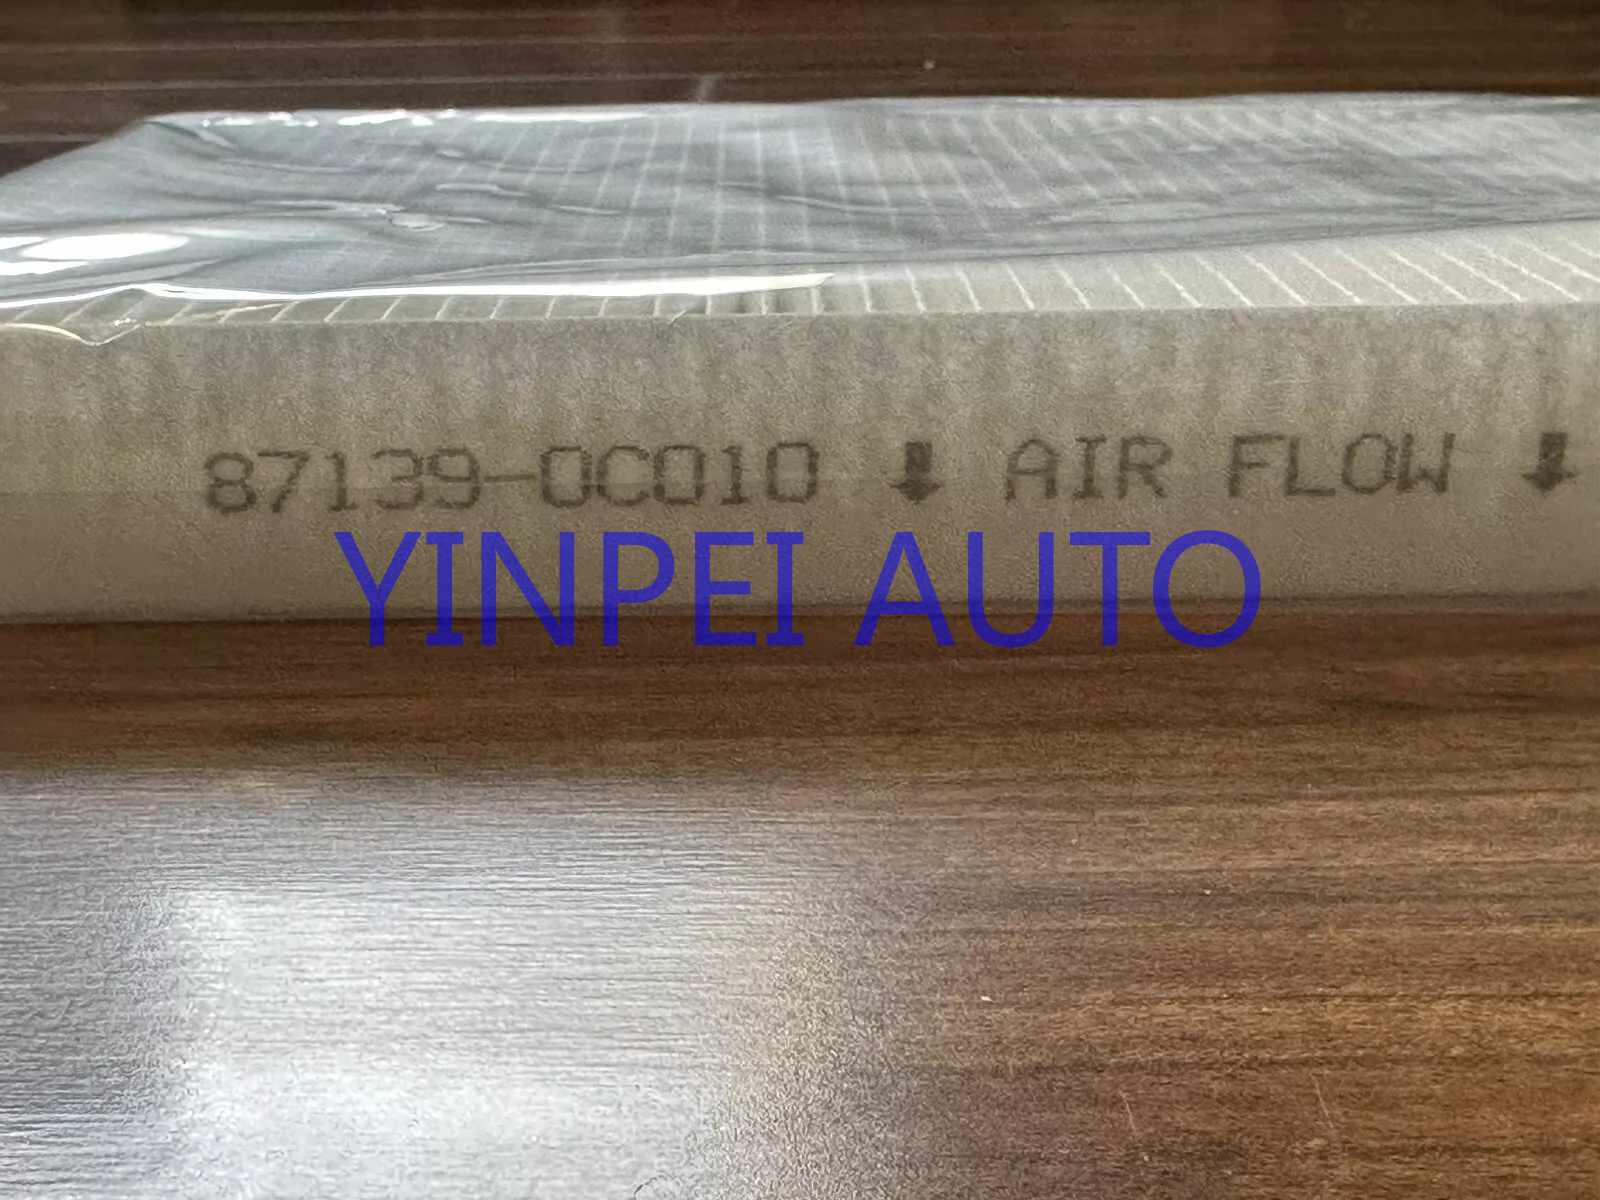 87139-0C010 ⬇ AIR FLOW ⬇
YINPEI AUTO